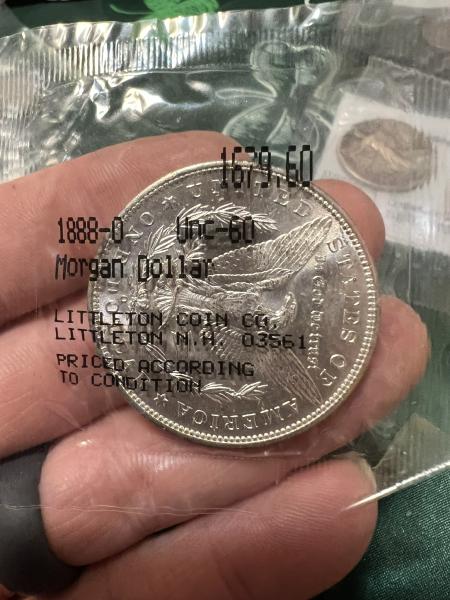 1679.60
1888-O Unc-60
Morgan Dollar
LITTLETON COIN CO.
LITTLETON N.H. 03561
PRICED ACCORDING
TO CONDITION
UNITED STATES OF AMERICA
In God We Trust